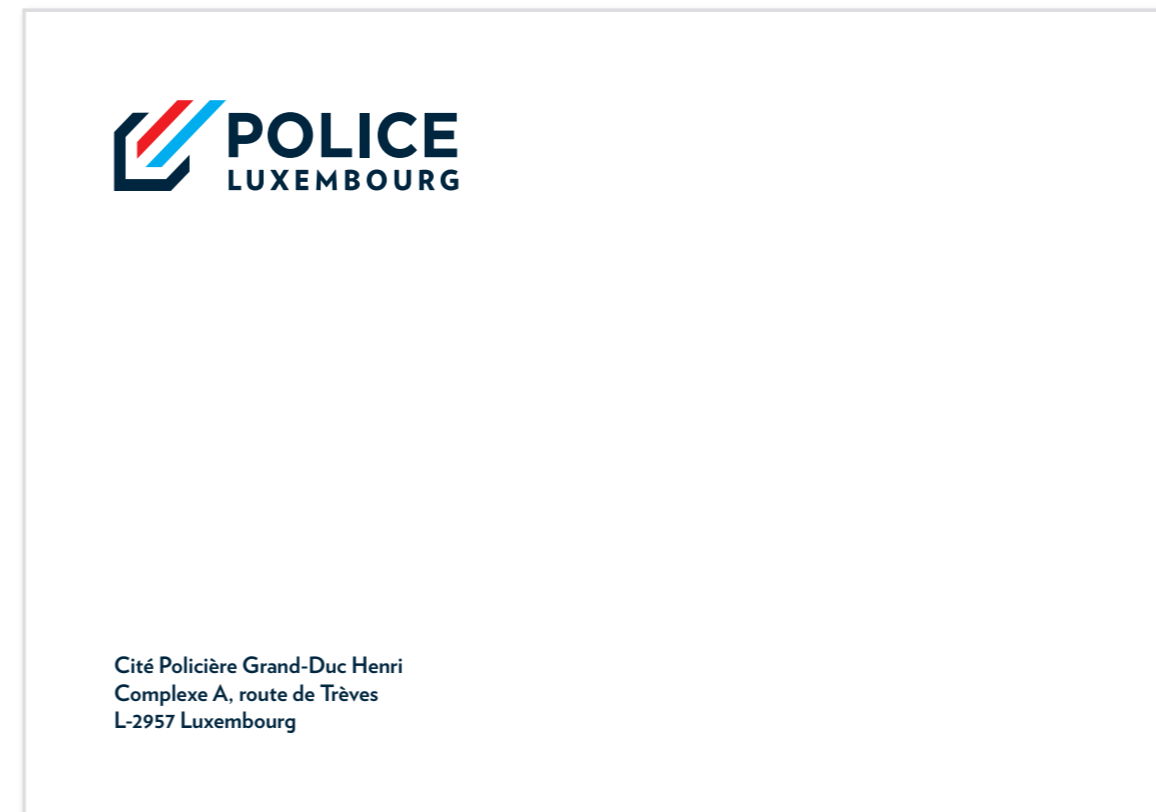 POLICE
LUXEMBOURG
Cité Policière Grand-Duc Henri
Complexe A, route de Trèves
L-2957 Luxembourg